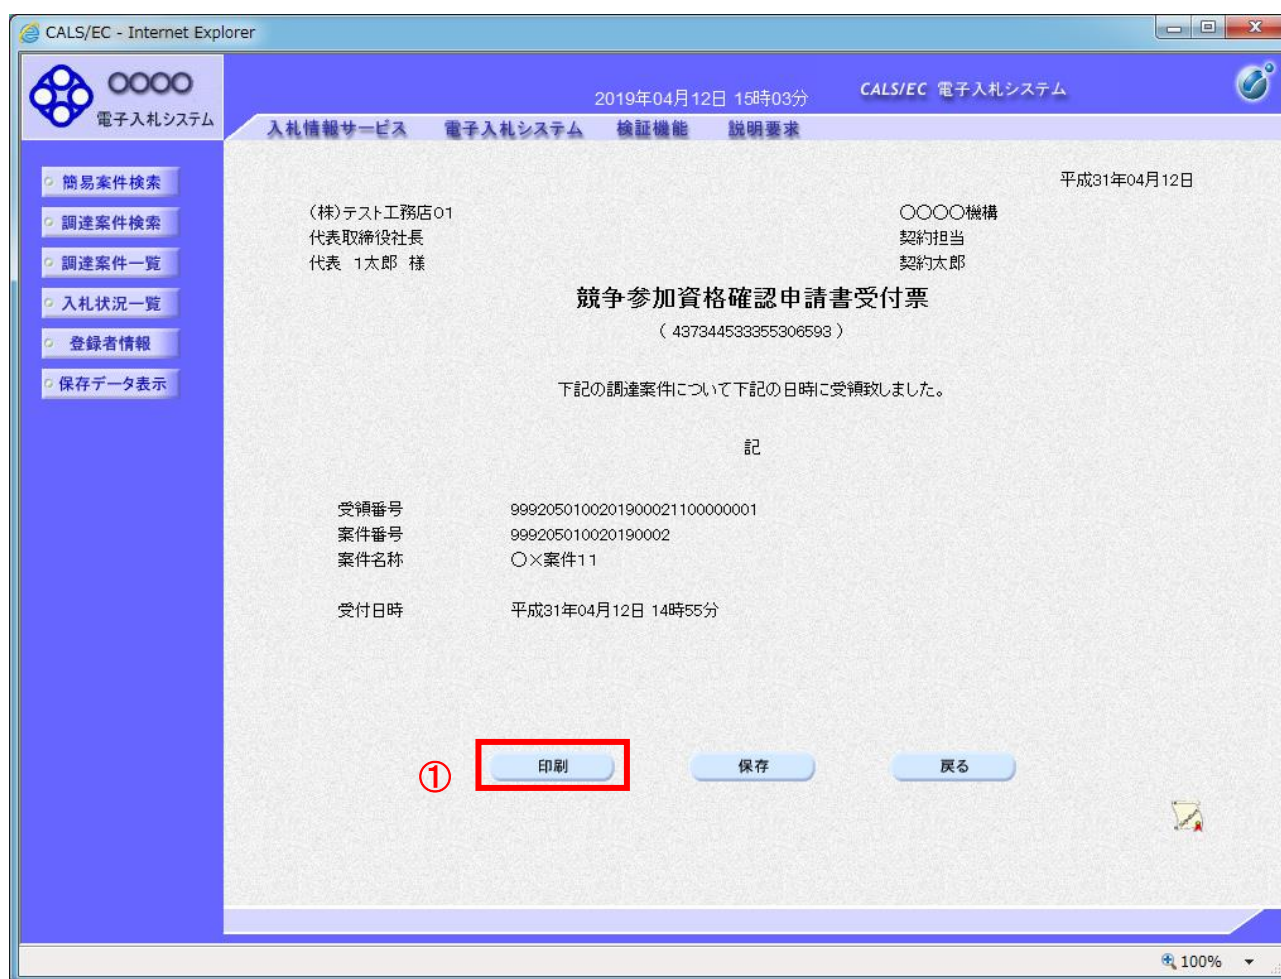 CALS/EC - Internet Explorer
〇〇〇〇
電子入札システム
2019年04月12日 15時03分
CALS/EC 電子入札システム
入札情報サービス 電子入札システム 検証機能 説明要求
簡易案件検索
調達案件検索
調達案件一覧
入札状況一覧
登録者情報
保存データ表示
平成31年04月12日
(株)テスト工務店01
代表取締役社長
代表 1太郎 様
〇〇〇〇機構
契約担当
契約太郎
競争参加資格確認申請書受付票
( 437344533355306593 )
下記の調達案件について下記の日時に受領致しました。
記
受領番号 99920501002019000211000000​01
案件番号 999205010020190002
案件名称 〇×案件11
受付日時 平成31年04月12日 14時55分
①
印刷 保存 戻る
100%